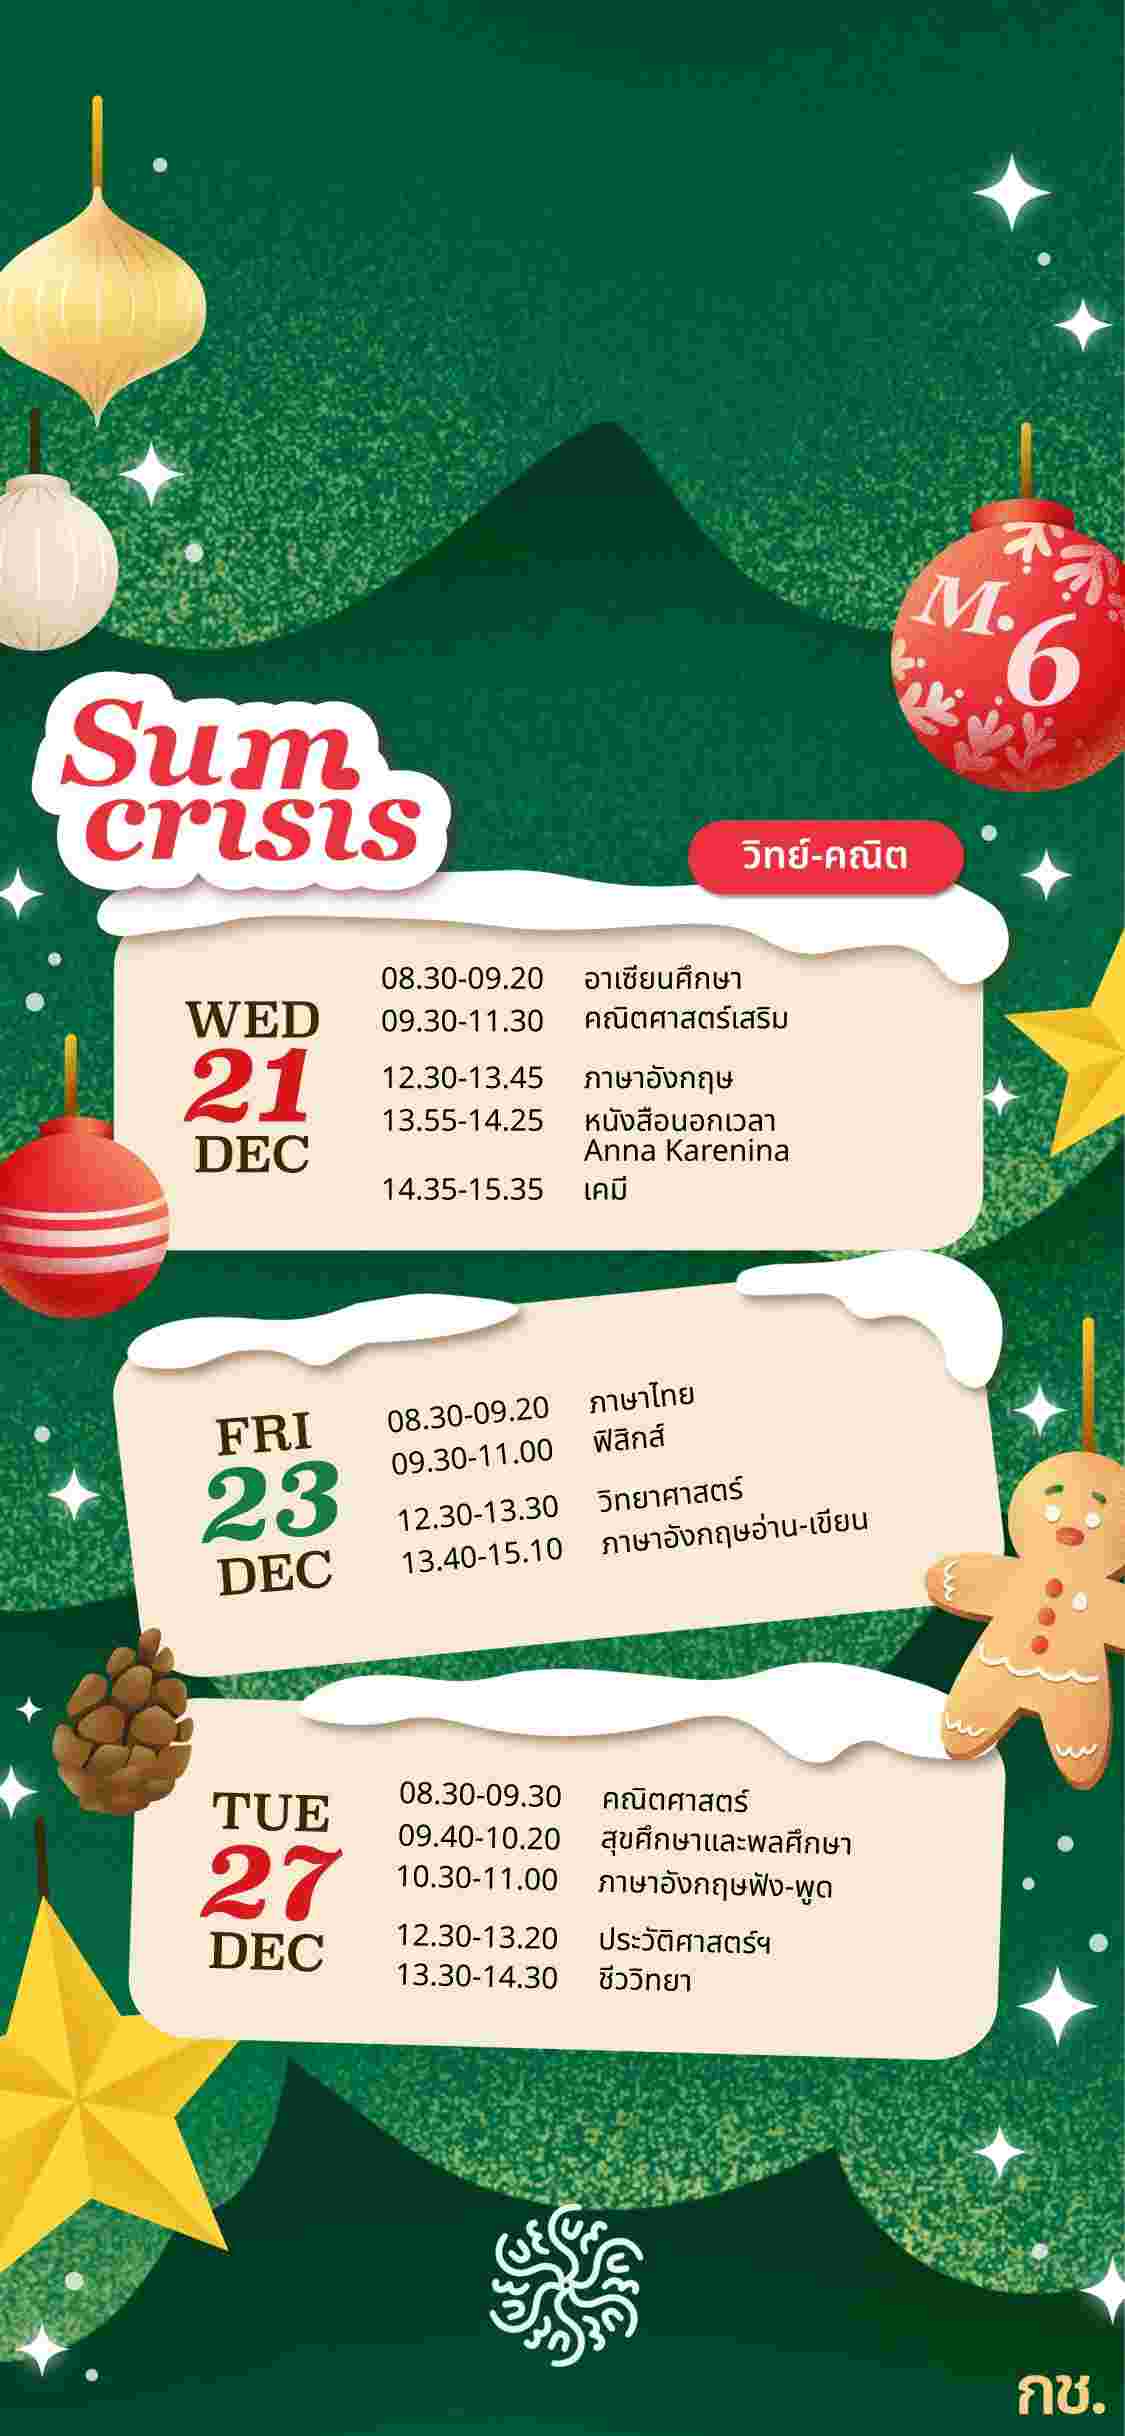 M.6
Sum
crisis
วิทย์-คณิต
WED
21
DEC
08.30-09.20 อาเซียนศึกษา
09.30-11.30 คณิตศาสตร์เสริม
12.30-13.45 ภาษาอังกฤษ
13.55-14.25 หนังสือนอกเวลา
Anna Karenina
14.35-15.35 เคมี
FRI
23
DEC
08.30-09.20 ภาษาไทย
09.30-11.00 ฟิสิกส์
12.30-13.30 วิทยาศาสตร์
13.40-15.10 ภาษาอังกฤษอ่าน-เขียน
TUE
27
DEC
08.30-09.30 คณิตศาสตร์
09.40-10.20 สุขศึกษาและพลศึกษา
10.30-11.00 ภาษาอังกฤษฟัง-พูด
12.30-13.20 ประวัติศาสตร์ฯ
13.30-14.30 ชีววิทยา
กช.